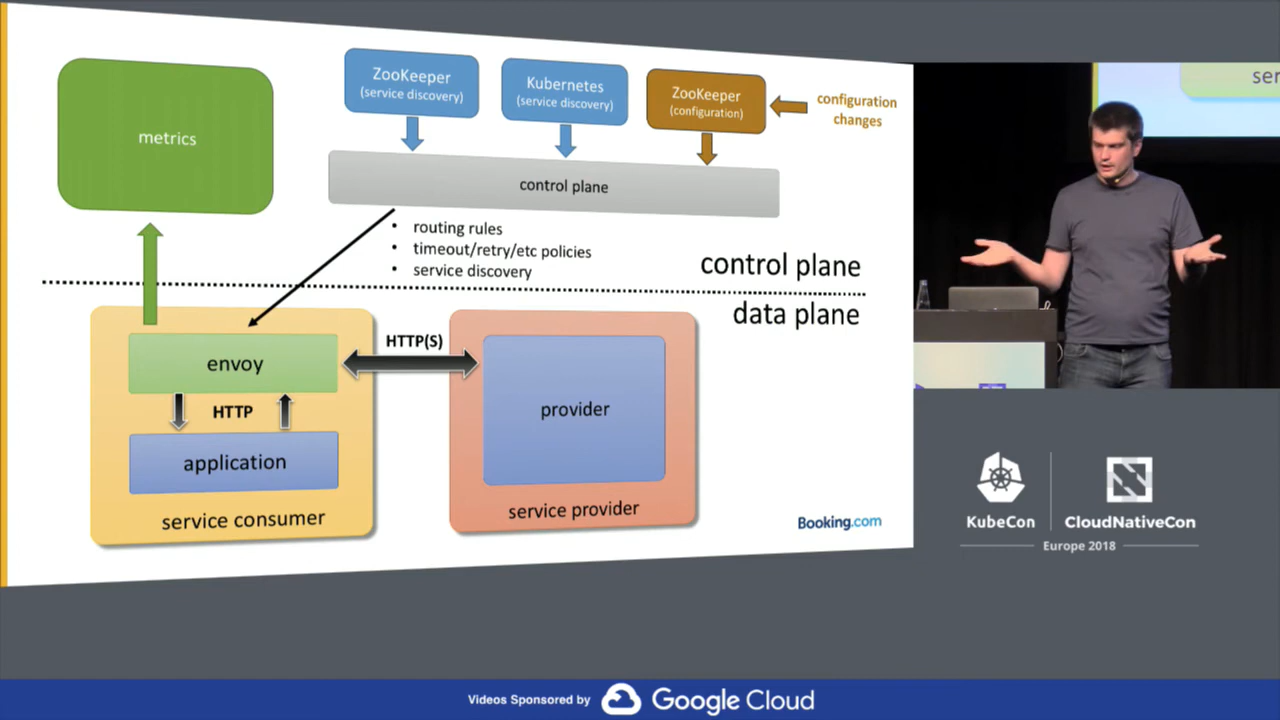 metrics
ZooKeeper
(service discovery)
Kubernetes
(service discovery)
ZooKeeper
(configuration)
configuration
changes
control plane
• routing rules
• timeout/retry/etc policies
• service discovery
control plane
data plane
envoy
HTTP
application
service consumer
HTTP(S)
provider
service provider
Booking.com
ser
KubeCon
CloudNativeCon
Europe 2018
Videos Sponsored by
Google Cloud